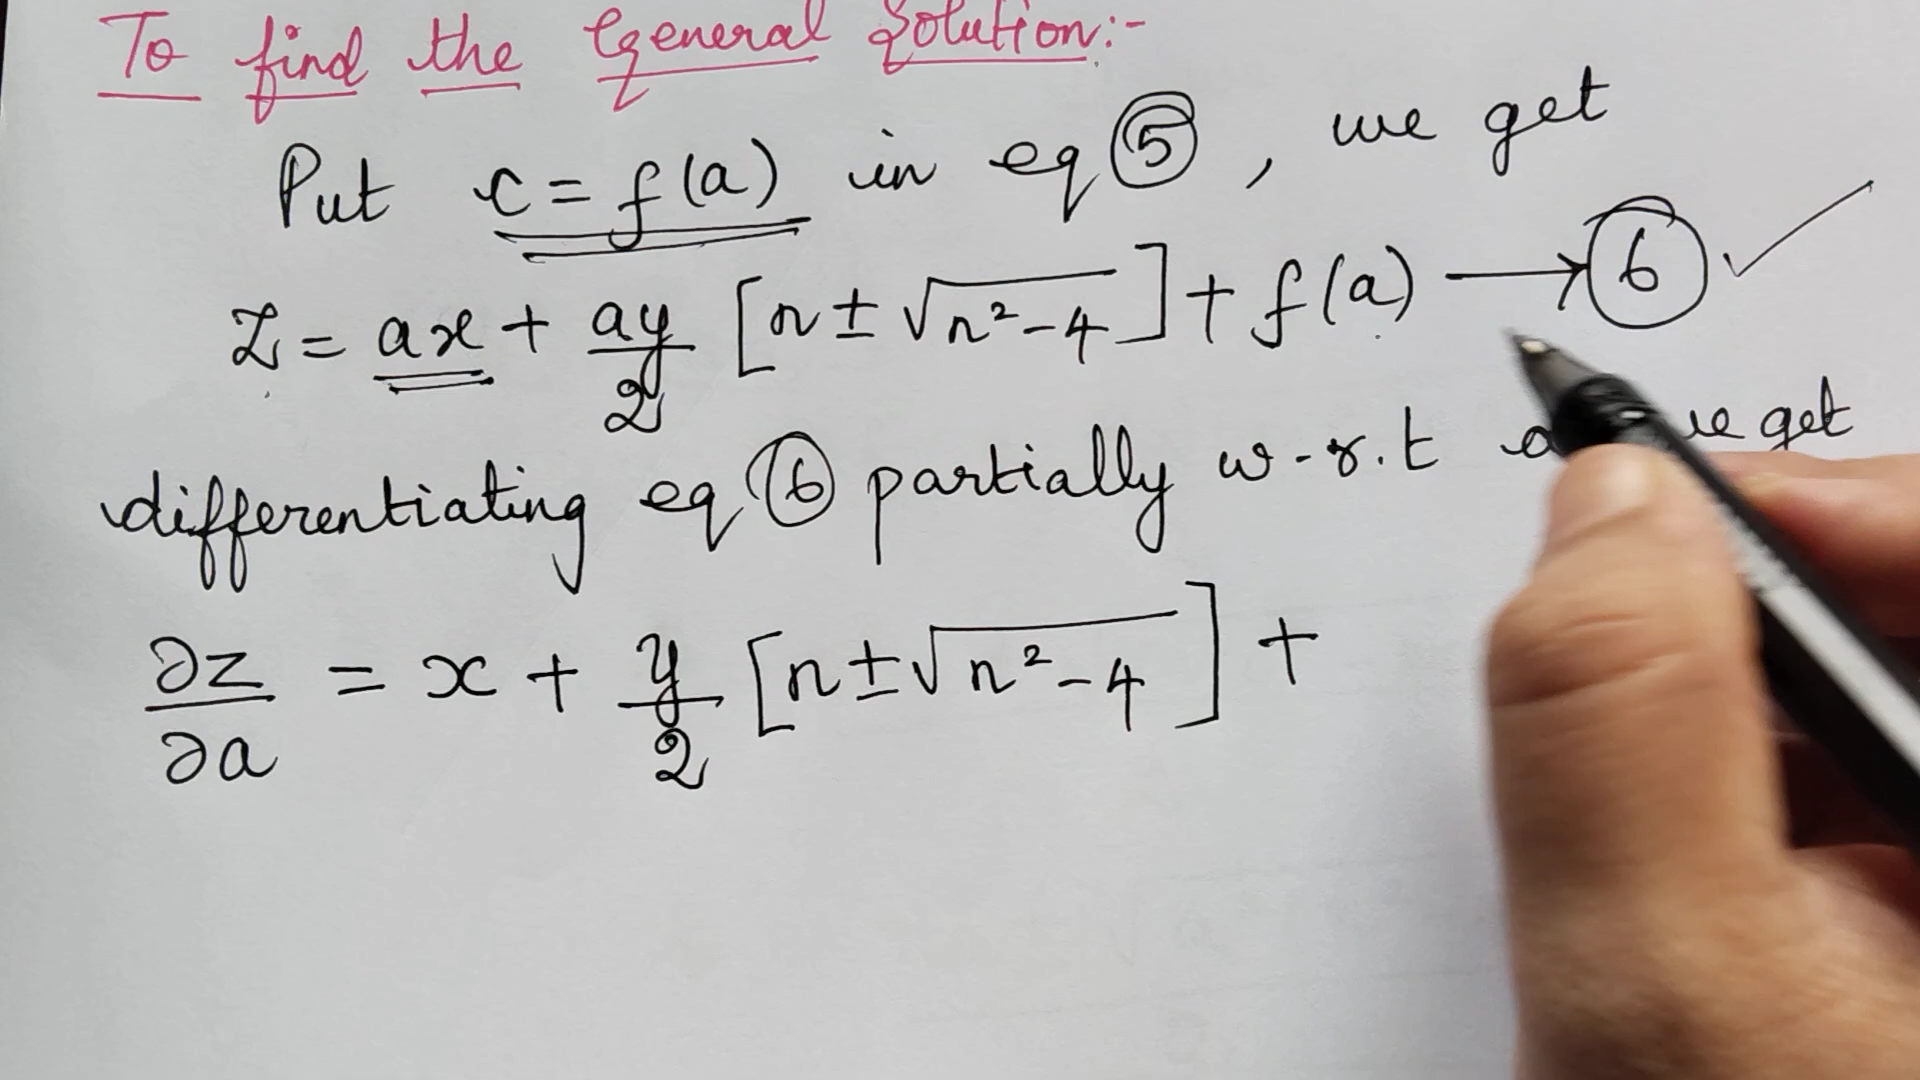 To find the General Solution:-
Put c = f(a) in eq ⑤, we get
Z = ax + ay/2 [n ± √(n² - 4)] + f(a) → ⑥ ✓
differentiating eq ⑥ partially w.r.t get
∂z/∂a = x + y/2 [n ± √(n² - 4)] +